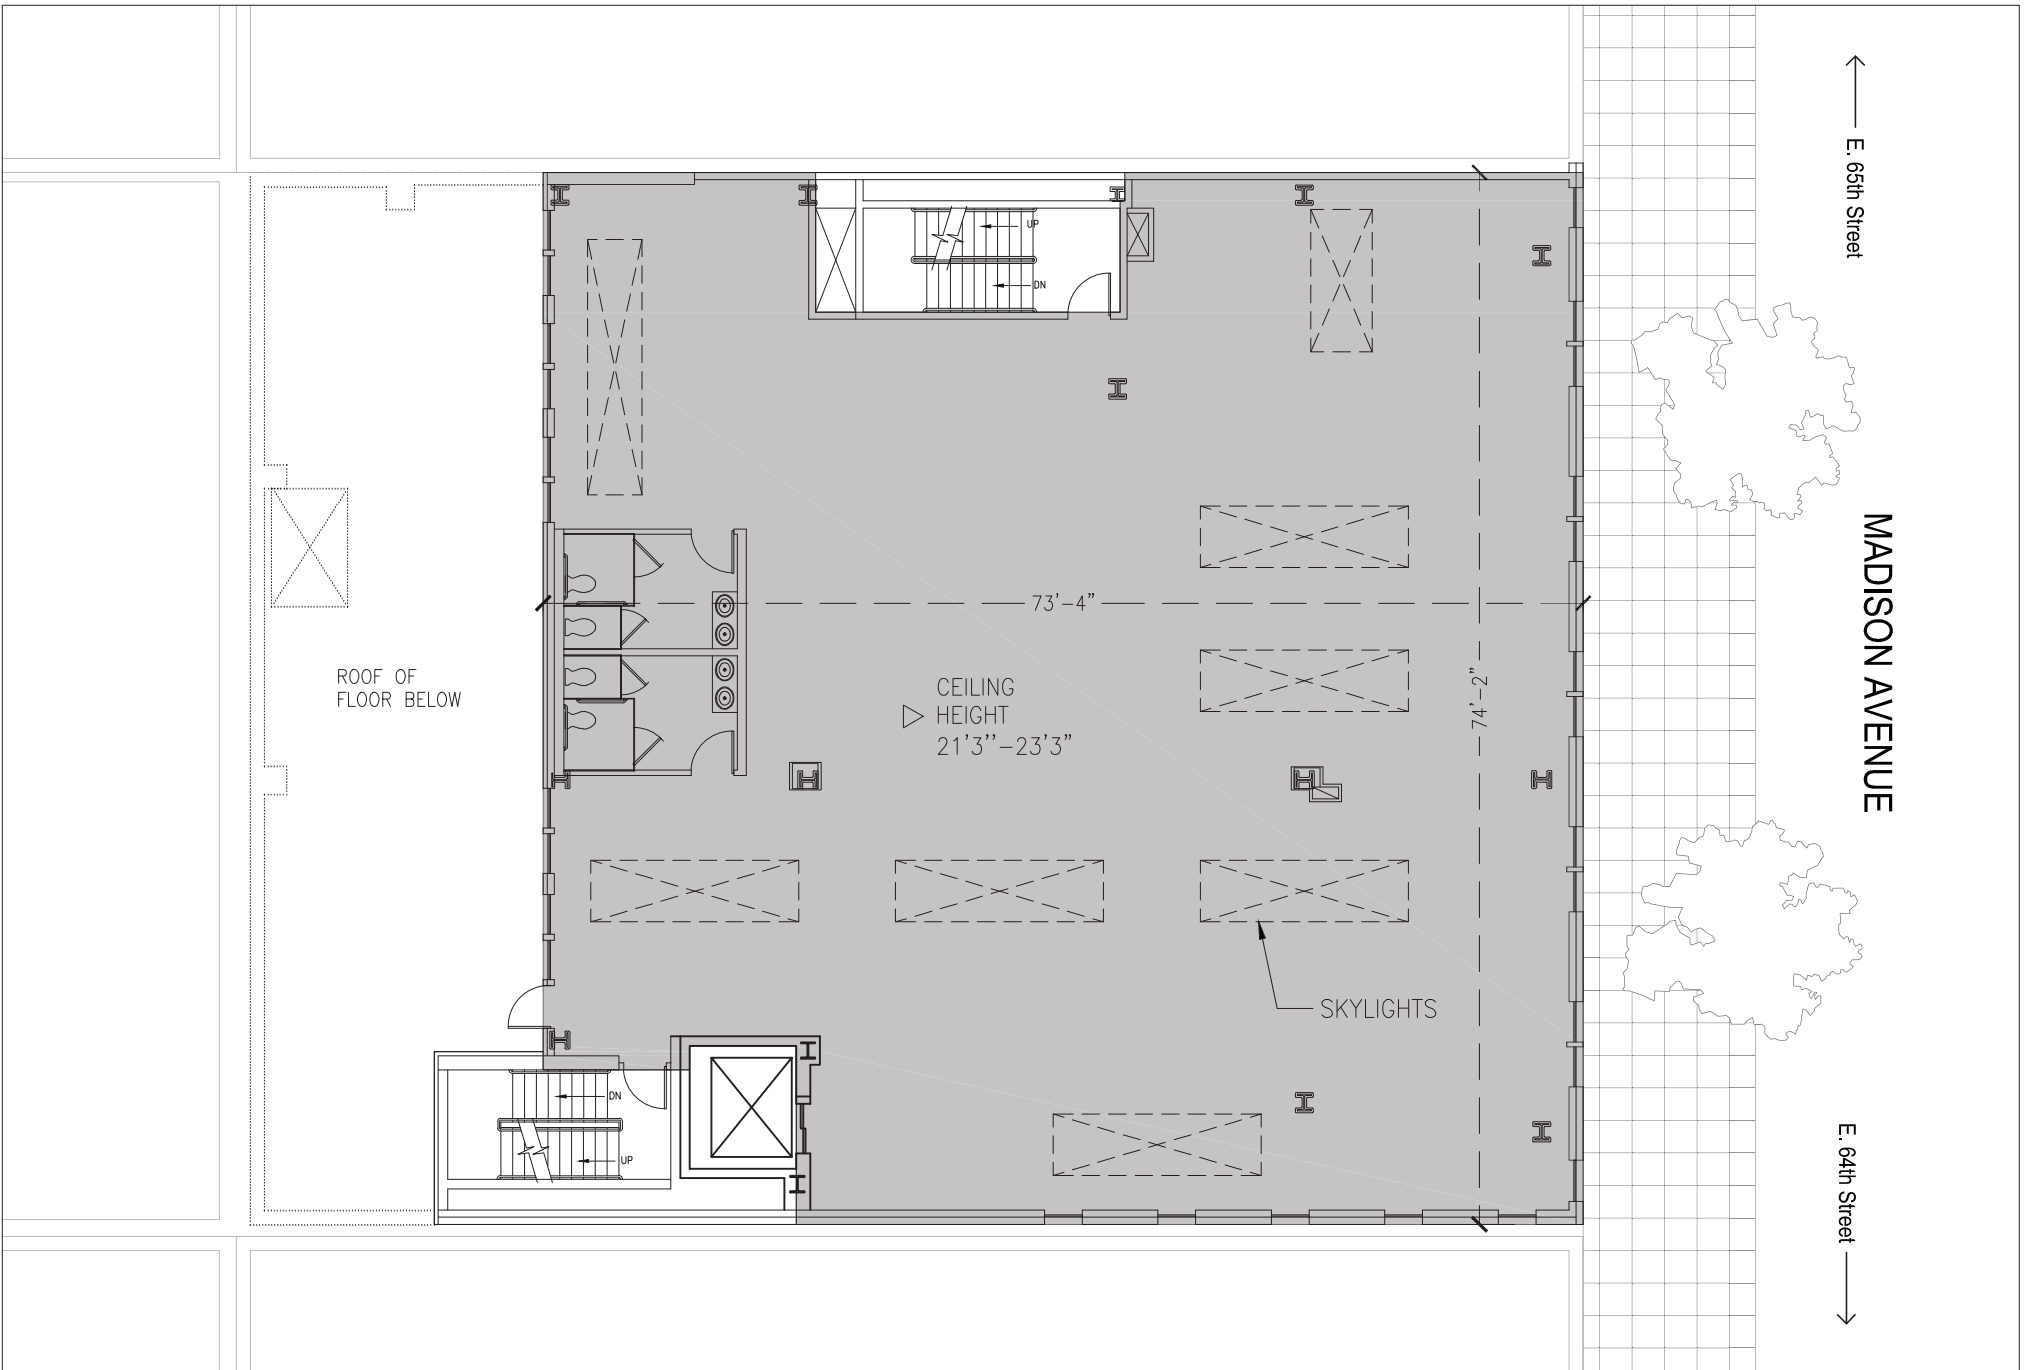 E. 65th Street
UP
DN
MADISON AVENUE
73'-4"
ROOF OF
FLOOR BELOW
CEILING
HEIGHT
21'3''-23'3"
74'-2"
SKYLIGHTS
DN
UP
E. 64th Street